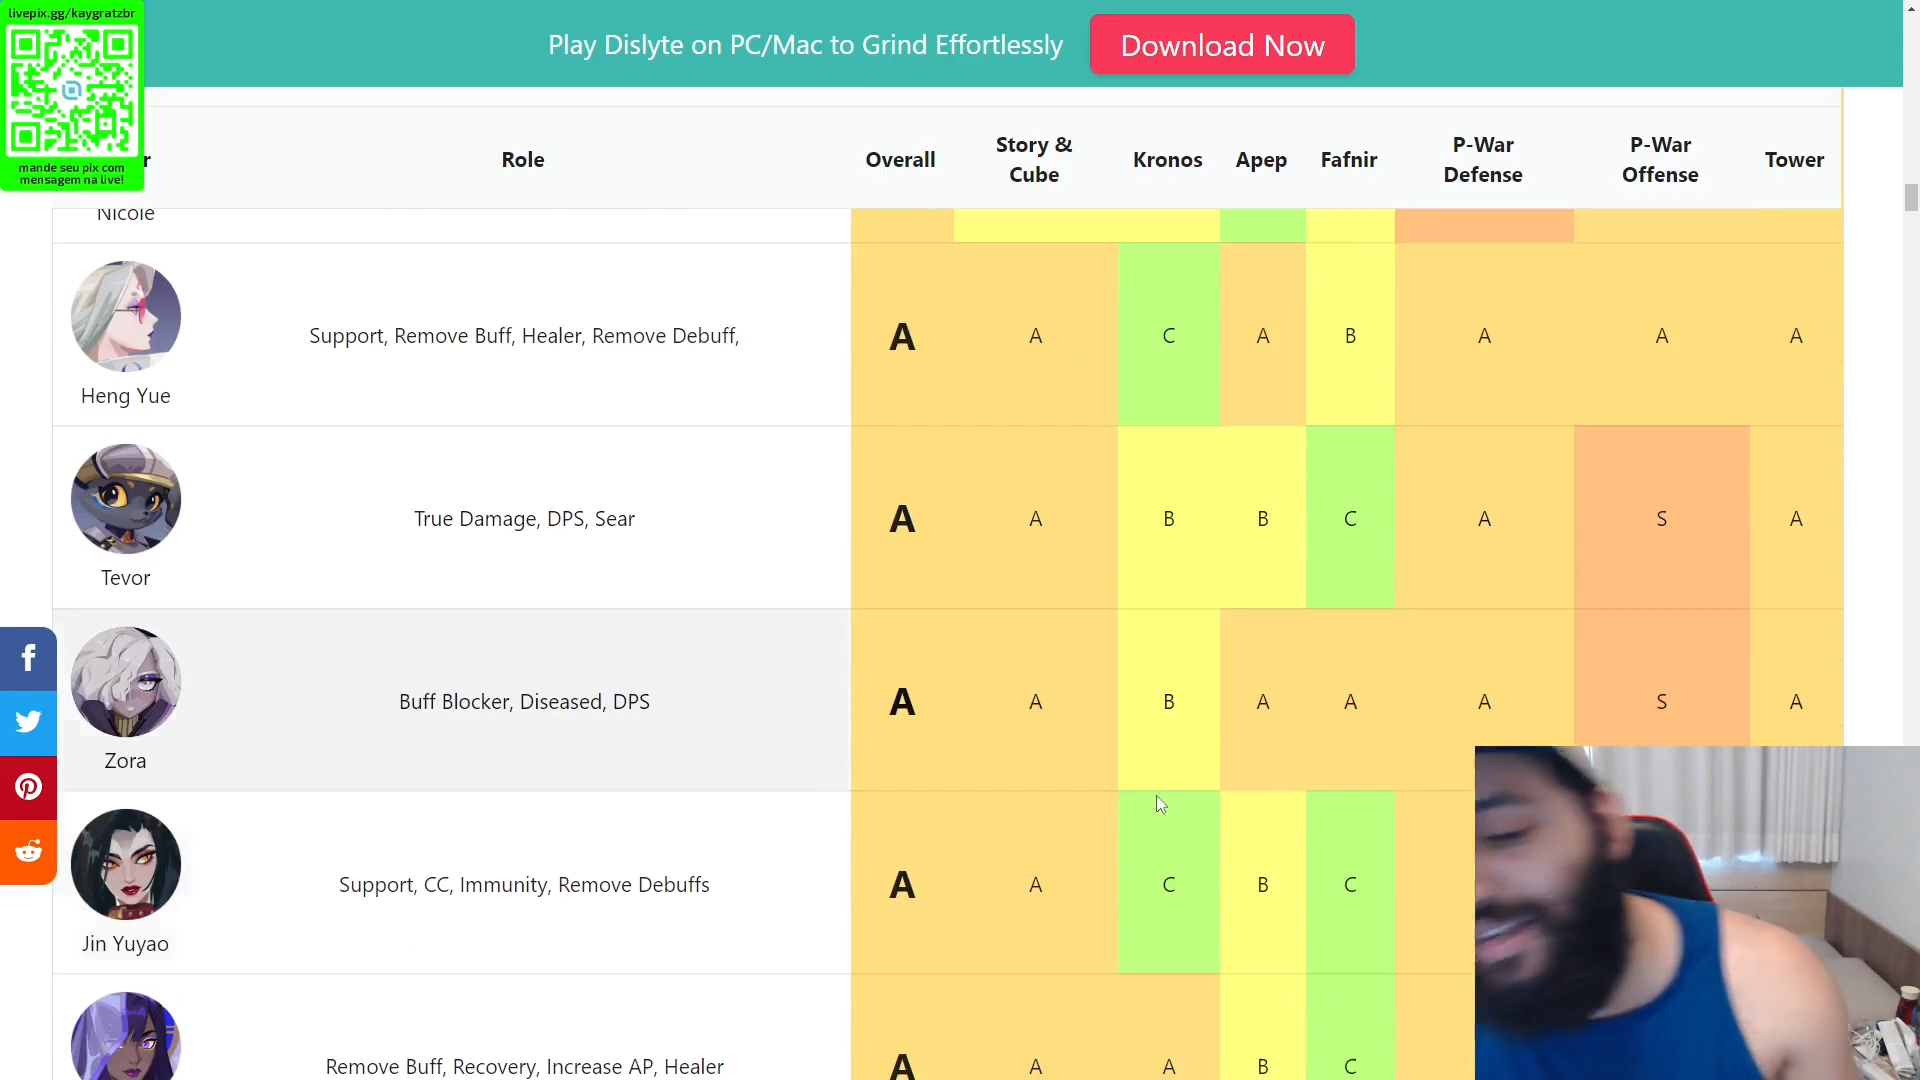 livepix.gg/kaygratzbr
mande seu pix com
mensagem na live!
Play Dislyte on PC/Mac to Grind Effortlessly
Download Now
r Role Overall Story & Cube Kronos Apep Fafnir P-War Defense P-War Offense Tower
Nicole
Heng Yue Support, Remove Buff, Healer, Remove Debuff, A A C A B A A A
Tevor True Damage, DPS, Sear A A B B C A S A
Zora Buff Blocker, Diseased, DPS A A B A A A S A
Jin Yuyao Support, CC, Immunity, Remove Debuffs A A C B C
Remove Buff, Recovery, Increase AP, Healer A A A B C